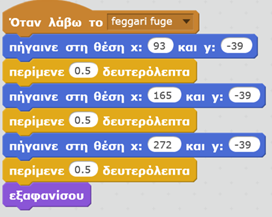 Όταν λάβω το feggari fuge
πήγαινε στη θέση x: 93 και y: -39
περίμενε 0.5 δευτερόλεπτα
πήγαινε στη θέση x: 165 και y: -39
περίμενε 0.5 δευτερόλεπτα
πήγαινε στη θέση x: 272 και y: -39
περίμενε 0.5 δευτερόλεπτα
εξαφανίσου